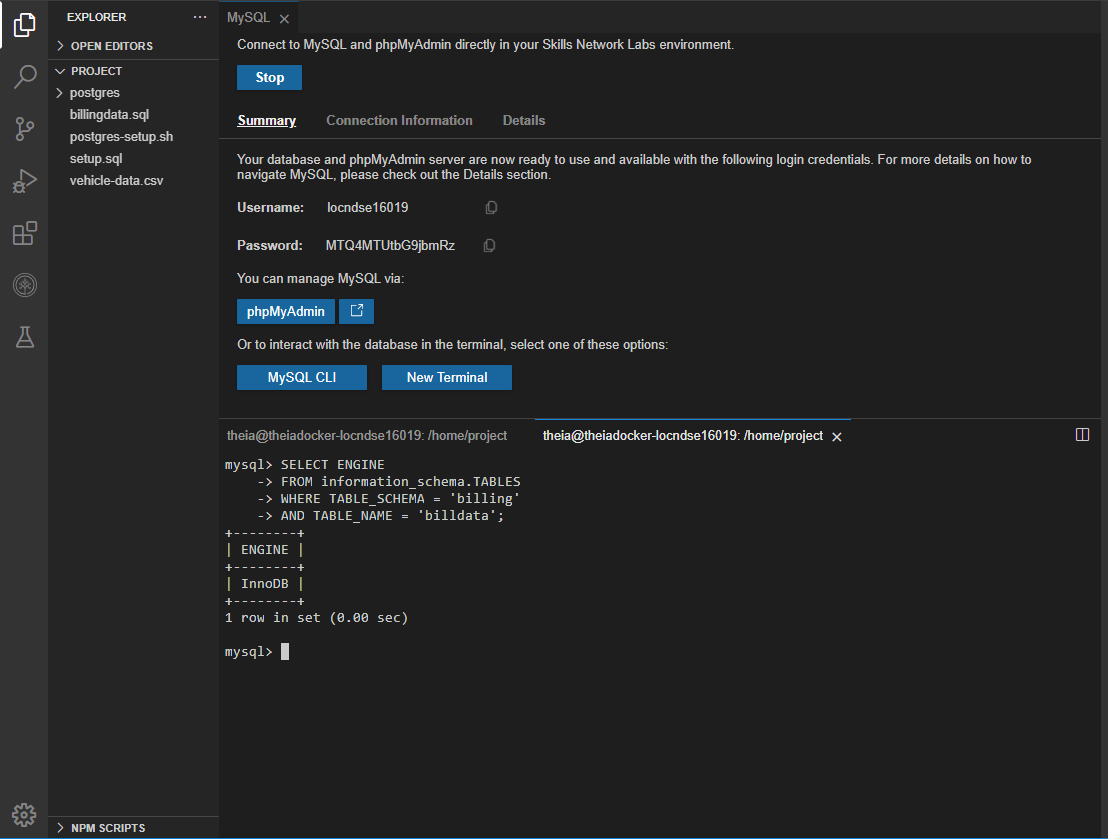 EXPLORER
OPEN EDITORS
PROJECT
postgres
billingdata.sql
postgres-setup.sh
setup.sql
vehicle-data.csv
NPM SCRIPTS
MySQL
Connect to MySQL and phpMyAdmin directly in your Skills Network Labs environment.
Stop
Summary Connection Information Details
Your database and phpMyAdmin server are now ready to use and available with the following login credentials. For more details on how to
navigate MySQL, please check out the Details section.
Username: locndse16019
Password: MTQ4MTUtbG9jbmRz
You can manage MySQL via:
phpMyAdmin
Or to interact with the database in the terminal, select one of these options:
MySQL CLI New Terminal
theia@theiadocker-locndse16019: /home/project theia@theiadocker-locndse16019: /home/project
mysql> SELECT ENGINE
    -> FROM information_schema.TABLES
    -> WHERE TABLE_SCHEMA = 'billing'
    -> AND TABLE_NAME = 'billdata';
+--------+
| ENGINE |
+--------+
| InnoDB |
+--------+
1 row in set (0.00 sec)
mysql>